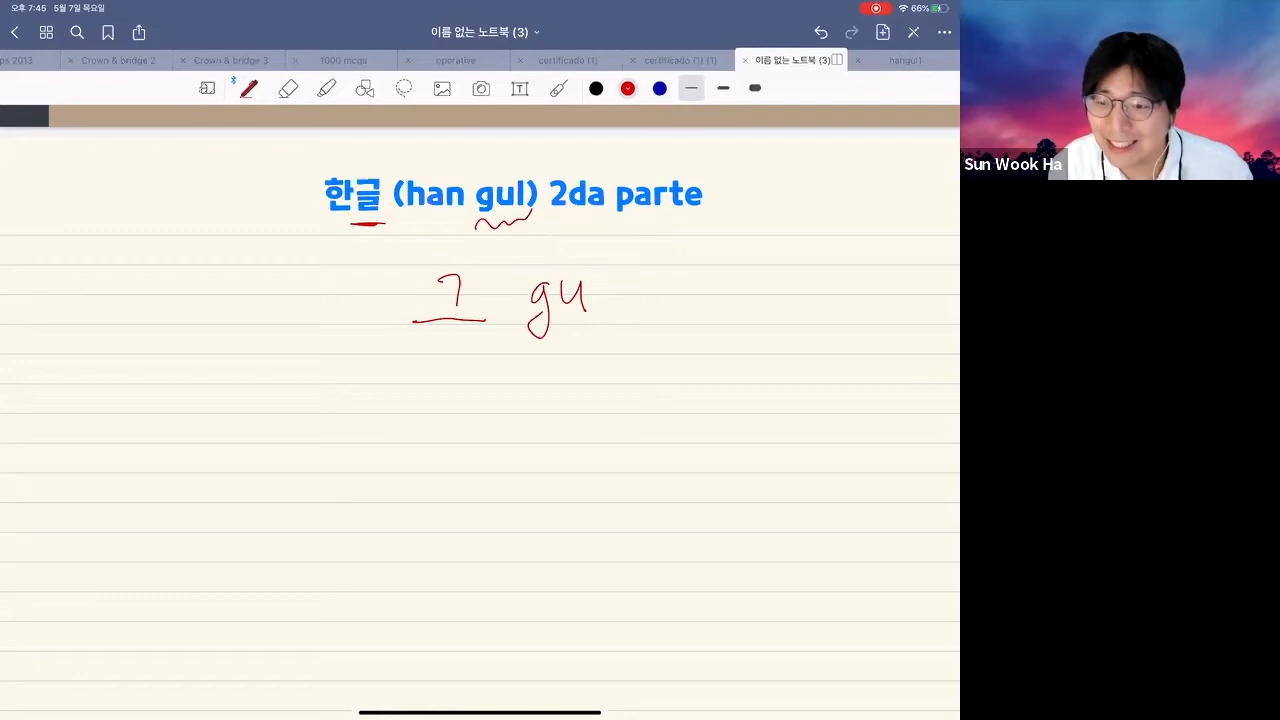 오후 7:45 5월 7일 목요일
66%
이름 없는 노트북 (3)
ps 2013
Crown & bridge 2
Crown & bridge 3
1000 mcqs
operative
certificado (1)
certificado (1) (1)
이름 없는 노트북 (3)
hangul1
Sun Wook Ha
한글 (han gul) 2da parte
그 gu